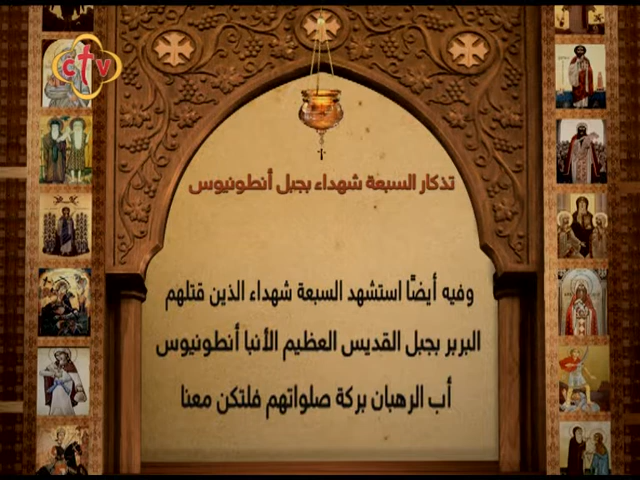 CTV
تذكار السبعة شهداء بجبل أنطونيوس
وفيه أيضًا استشهد السبعة شهداء الذين قتلهم
البربر بجبل القديس العظيم الأنبا أنطونيوس
أب الرهبان بركة صلواتهم فلتكن معنا